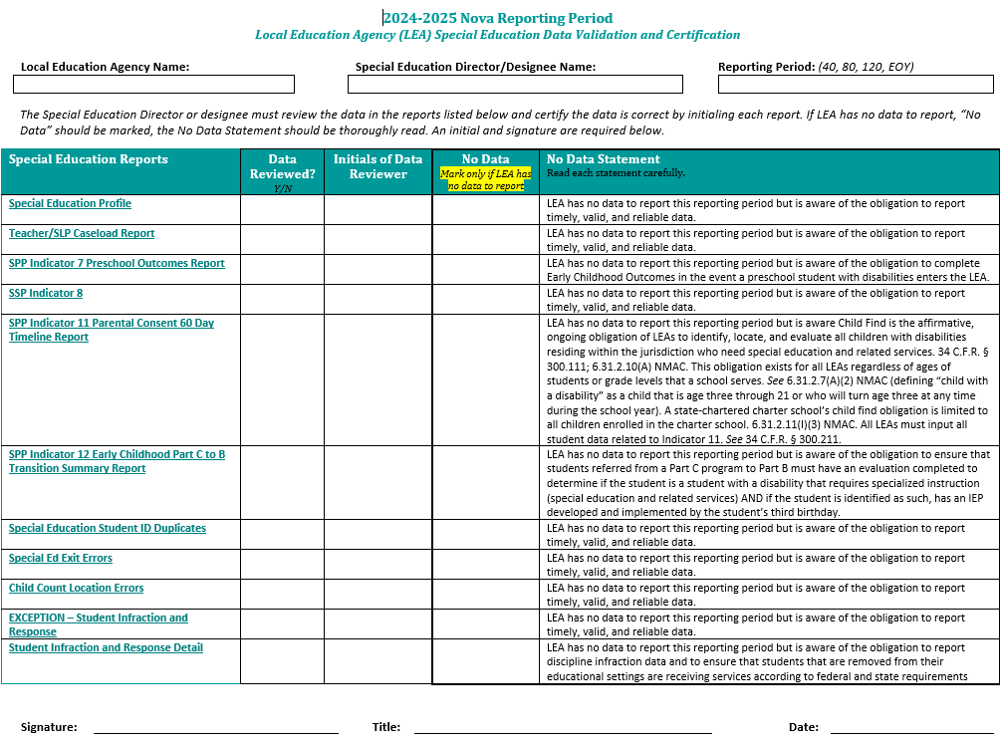 2024-2025 Nova Reporting Period
Local Education Agency (LEA) Special Education Data Validation and Certification
Local Education Agency Name:
Special Education Director/Designee Name:
Reporting Period: (40, 80, 120, EOY)
The Special Education Director or designee must review the data in the reports listed below and certify the data is correct by initialing each report. If LEA has no data to report, “No
Data” should be marked, the No Data Statement should be thoroughly read. An initial and signature are required below.
Special Education Reports
Data
Reviewed?
Y/N
Initials of Data
Reviewer
No Data
Mark only if LEA has
no data to report
No Data Statement
Read each statement carefully.
Special Education Profile
LEA has no data to report this reporting period but is aware of the obligation to report
timely, valid, and reliable data.
Teacher/SLP Caseload Report
LEA has no data to report this reporting period but is aware of the obligation to report
timely, valid, and reliable data.
SPP Indicator 7 Preschool Outcomes Report
LEA has no data to report this reporting period but is aware of the obligation to complete
Early Childhood Outcomes in the event a preschool student with disabilities enters the LEA.
SSP Indicator 8
LEA has no data to report this reporting period but is aware of the obligation to report
timely, valid, and reliable data.
SPP Indicator 11 Parental Consent 60 Day
Timeline Report
LEA has no data to report this reporting period but is aware Child Find is the affirmative,
ongoing obligation of LEAs to identify, locate, and evaluate all children with disabilities
residing within the jurisdiction who need special education and related services. 34 C.F.R. §
300.111; 6.31.2.10(A) NMAC. This obligation exists for all LEAs regardless of ages of
students or grade levels that a school serves. See 6.31.2.7(A)(2) NMAC (defining “child with
a disability” as a child that is age three through 21 or who will turn age three at any time
during the school year). A state-chartered charter school’s child find obligation is limited to
all children enrolled in the charter school. 6.31.2.11(I)(3) NMAC. All LEAs must input all
student data related to Indicator 11. See 34 C.F.R. § 300.211.
SPP Indicator 12 Early Childhood Part C to B
Transition Summary Report
LEA has no data to report this reporting period but is aware of the obligation to ensure that
students referred from a Part C program to Part B must have an evaluation completed to
determine if the student is a student with a disability that requires specialized instruction
(special education and related services) AND if the student is identified as such, has an IEP
developed and implemented by the student’s third birthday.
Special Education Student ID Duplicates
LEA has no data to report this reporting period but is aware of the obligation to report
timely, valid, and reliable data.
Special Ed Exit Errors
LEA has no data to report this reporting period but is aware of the obligation to report
timely, valid, and reliable data.
Child Count Location Errors
LEA has no data to report this reporting period but is aware of the obligation to report
timely, valid, and reliable data.
EXCEPTION – Student Infraction and
Response
LEA has no data to report this reporting period but is aware of the obligation to report
timely, valid, and reliable data.
Student Infraction and Response Detail
LEA has no data to report this reporting period but is aware of the obligation to report
discipline infraction data and to ensure that students that are removed from their
educational settings are receiving services according to federal and state requirements
Signature:
Title:
Date: